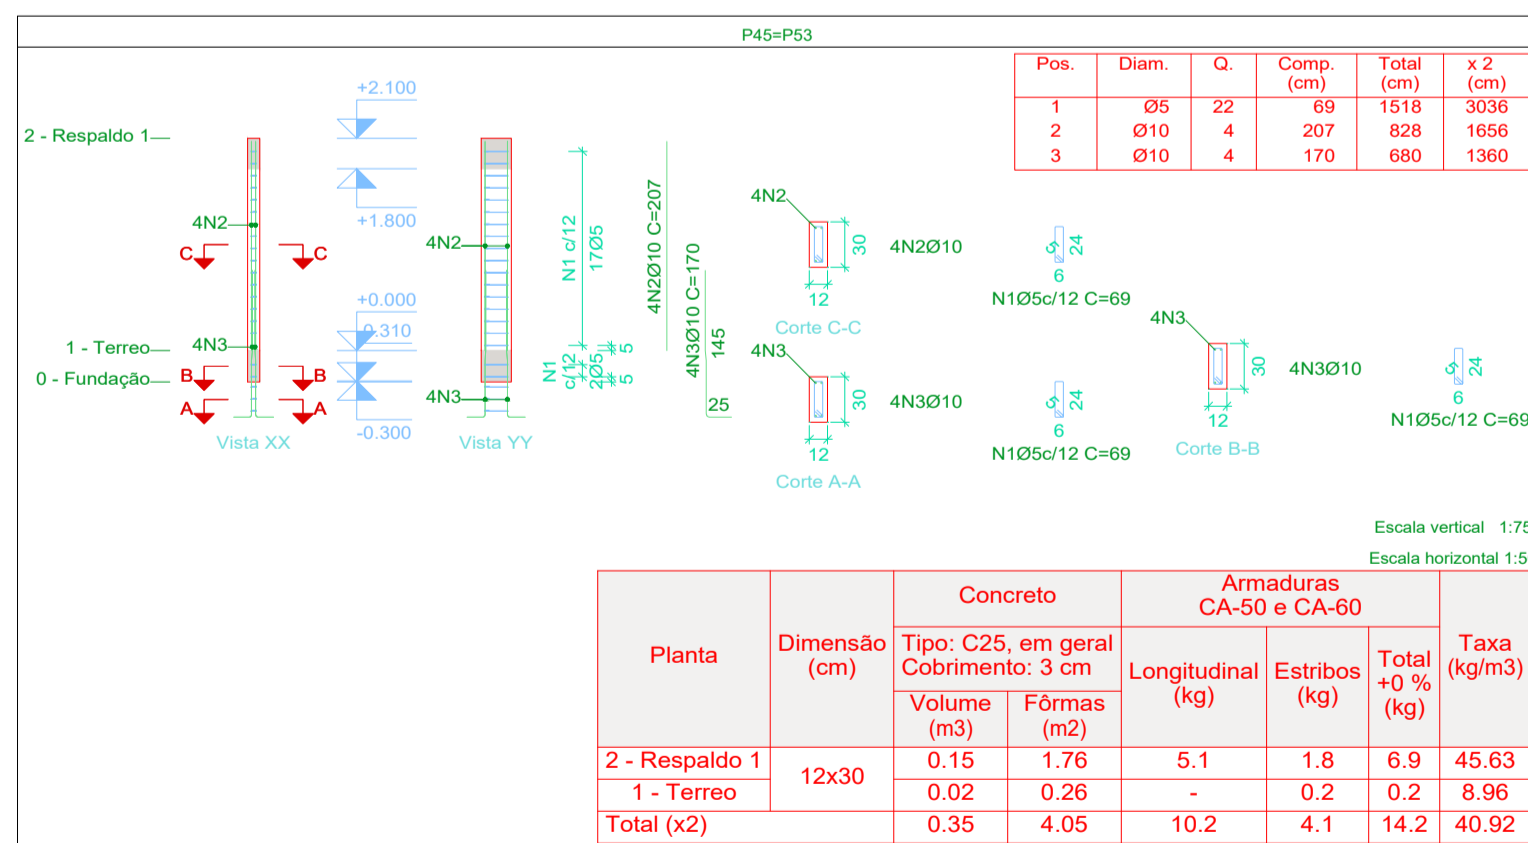 P45=P53
Pos. Diam. Q. Comp. (cm) Total (cm) x 2 (cm)
1 Ø5 22 69 1518 3036
2 Ø10 4 207 828 1656
3 Ø10 4 170 680 1360
2 - Respaldo 1
4N2
C C
1 - Terreo
4N3
0 - Fundação
B B
A A
Vista XX
+2.100
+1.800
+0.000
0.310
-0.300
4N2
4N3
Vista YY
N1 c/12
17Ø5
5
N1
c/12
2Ø5
5
4N2Ø10 C=207
4N3Ø10 C=170
145
25
4N2
30
12
4N2Ø10
Corte C-C
5
24
6
N1Ø5c/12 C=69
4N3
30
12
4N3Ø10
Corte A-A
5
24
6
N1Ø5c/12 C=69
4N3
30
12
4N3Ø10
Corte B-B
5
24
6
N1Ø5c/12 C=69
Escala vertical 1:75
Escala horizontal 1:5
Planta
Dimensão
(cm)
Concreto
Tipo: C25, em geral
Cobrimento: 3 cm
Volume
(m3)
Fôrmas
(m2)
Armaduras
CA-50 e CA-60
Longitudinal
(kg)
Estribos
(kg)
Total
+0 %
(kg)
Taxa
(kg/m3)
2 - Respaldo 1 12x30 0.15 1.76 5.1 1.8 6.9 45.63
1 - Terreo 0.02 0.26 - 0.2 0.2 8.96
Total (x2) 0.35 4.05 10.2 4.1 14.2 40.92